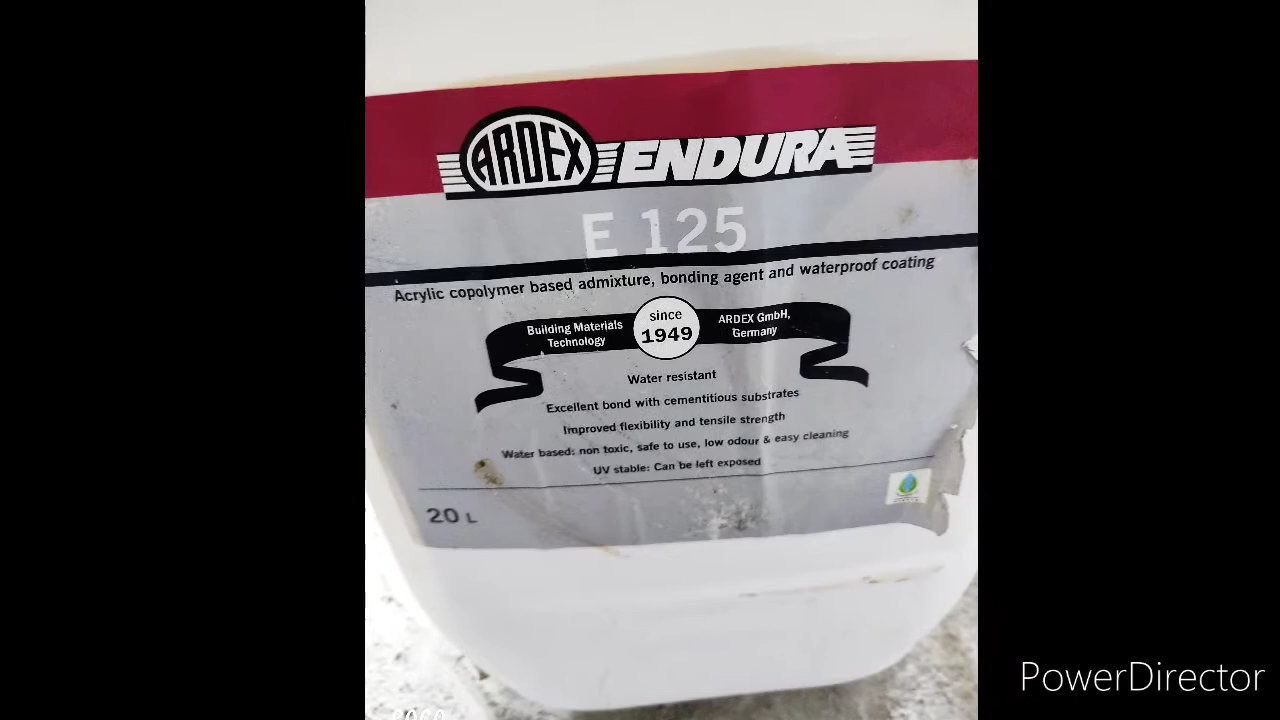 ARDEX ENDURA
E 125
Acrylic copolymer based admixture, bonding agent and waterproof coating
Building Materials Technology
since 1949
ARDEX GmbH, Germany
Water resistant
Excellent bond with cementitious substrates
Improved flexibility and tensile strength
Water based: non toxic, safe to use, low odour & easy cleaning
UV stable: Can be left exposed
20 L
PowerDirector